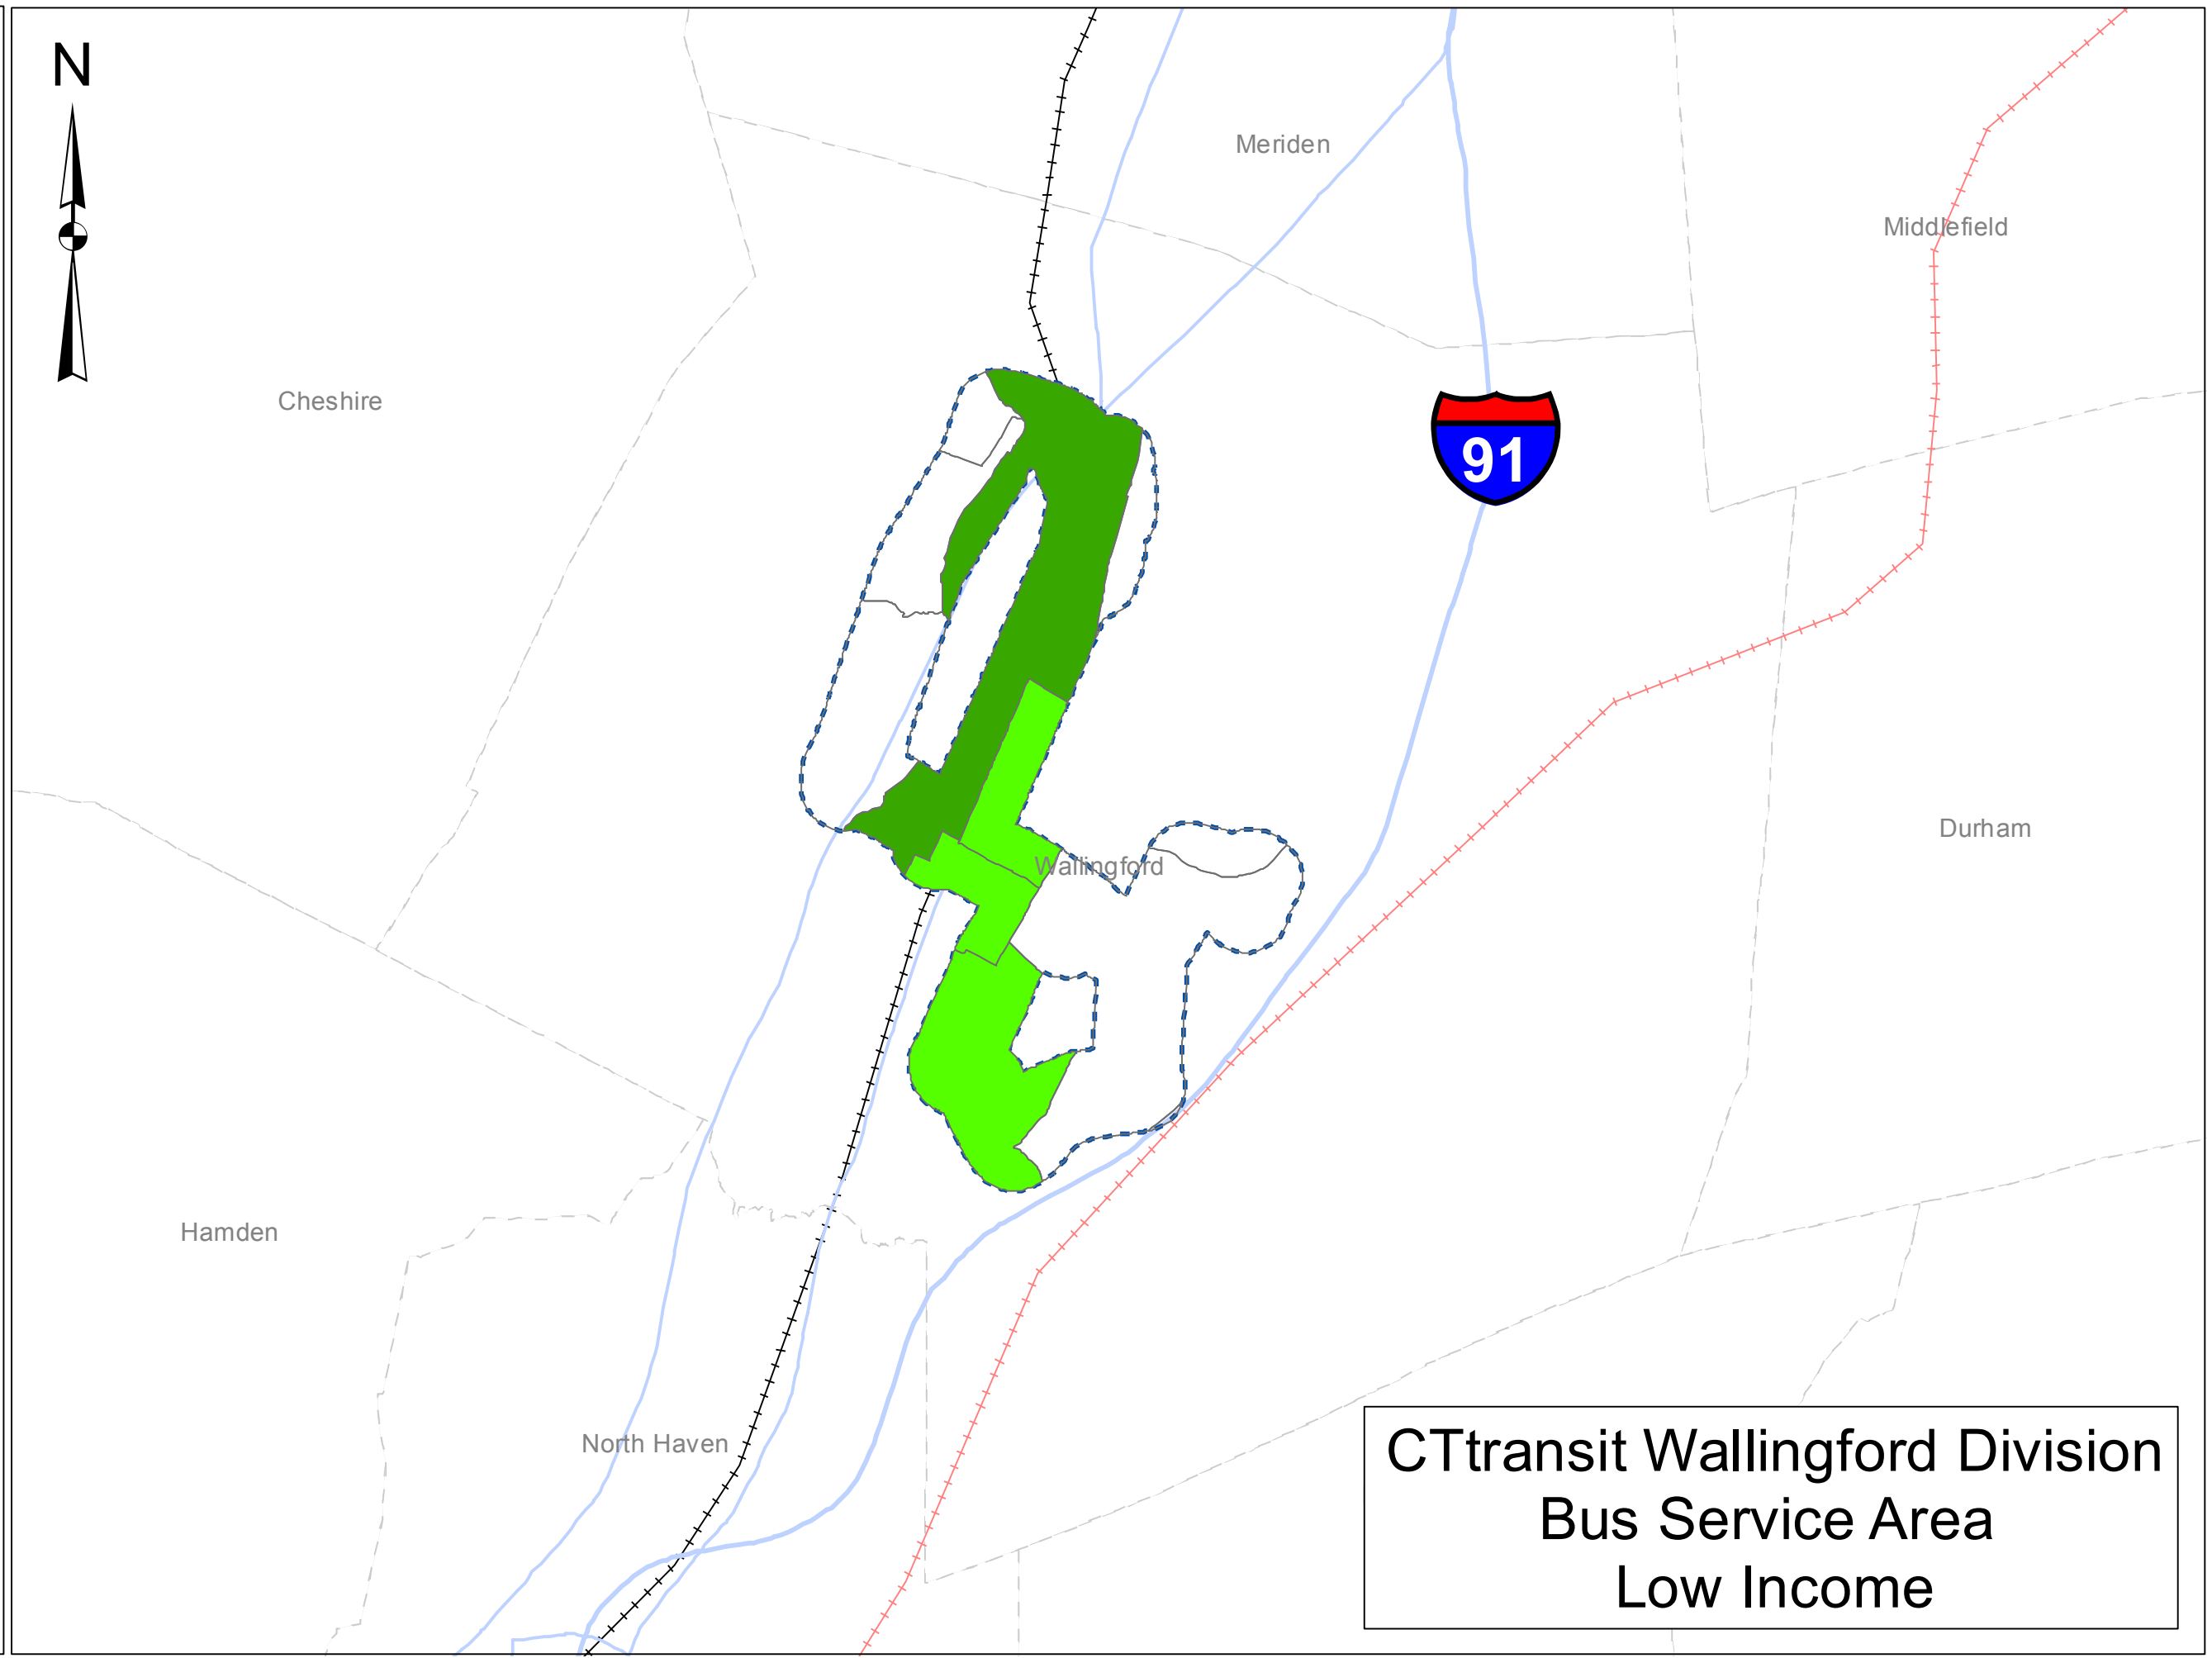 N
Meriden
Middlefield
Cheshire
91
Durham
Wallingford
Hamden
North Haven
CTtransit Wallingford Division
Bus Service Area
Low Income